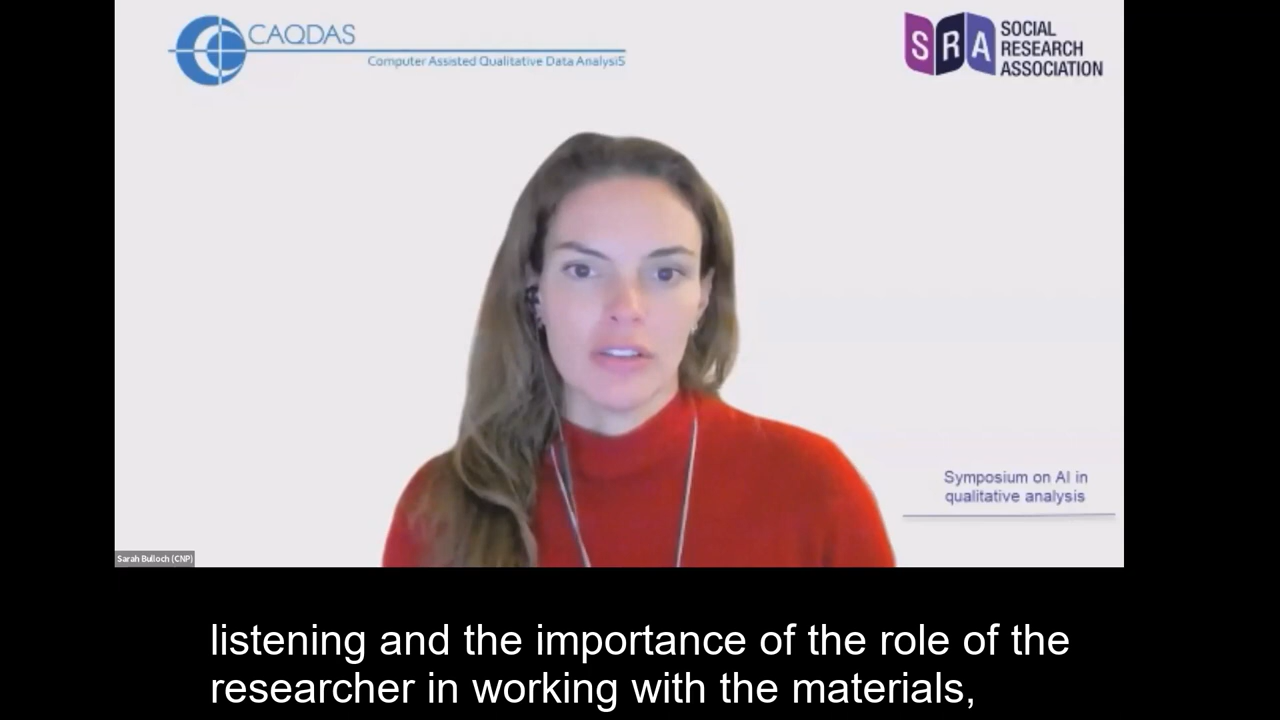 CAQDAS
Computer Assisted Qualitative Data AnalysiS
SRA
SOCIAL
RESEARCH
ASSOCIATION
Symposium on AI in
qualitative analysis
Sarah Bulloch (CNP)
listening and the importance of the role of the
researcher in working with the materials,